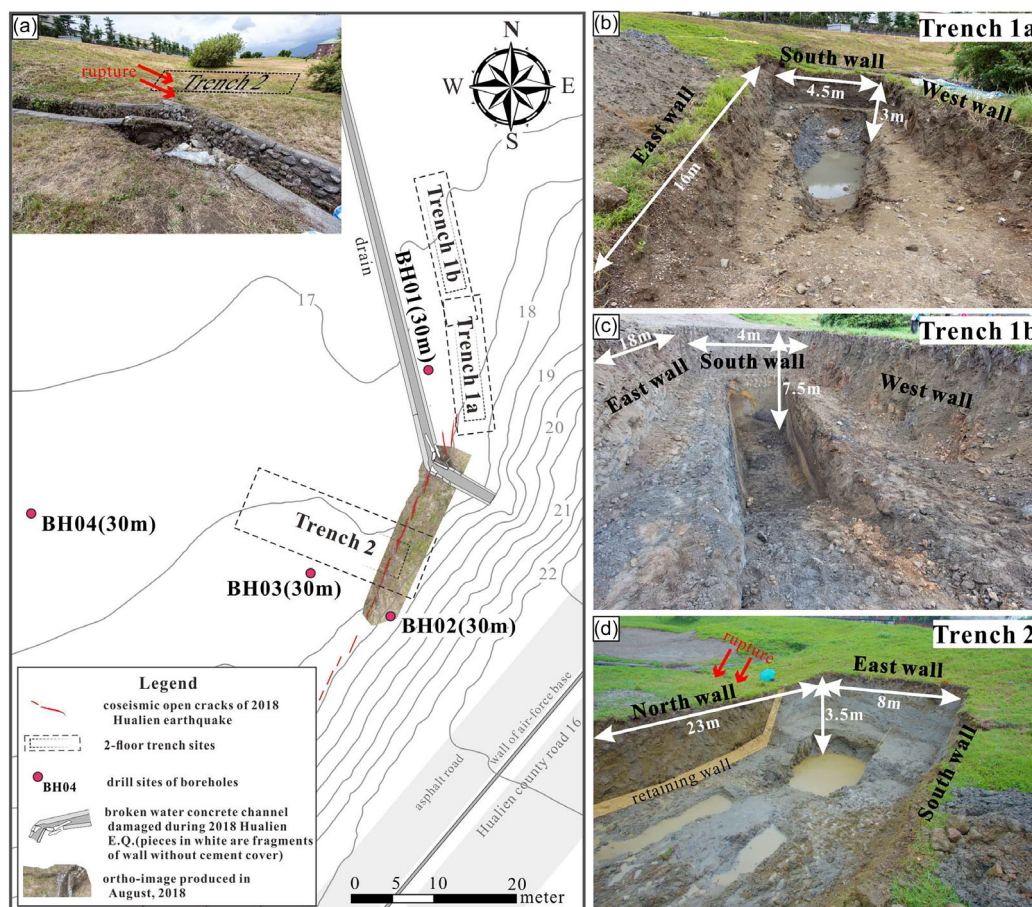 (a)
rupture
Trench 2
N
W
E
S
drain
17
18
19
20
21
22
Trench 1b
BH01(30m)
Trench 1a
Trench 2
BH04(30m)
BH03(30m)
BH02(30m)
asphalt road
wall of air-force base
Hualien county road 16
Legend
coseismic open cracks of 2018
Hualien earthquake
2-floor trench sites
BH04
drill sites of boreholes
broken water concrete channel
damaged during 2018 Hualien
E.Q.(pieces in white are fragments
of wall without cement cover)
ortho-image produced in
August, 2018
0
5
10
20
meter
(b)
Trench 1a
South wall
4.5m
West wall
3m
East wall
16m
(c)
Trench 1b
18m
4m
South wall
East wall
7.5m
West wall
(d)
Trench 2
rupture
East wall
North wall
8m
3.5m
23m
South wall
retaining wall